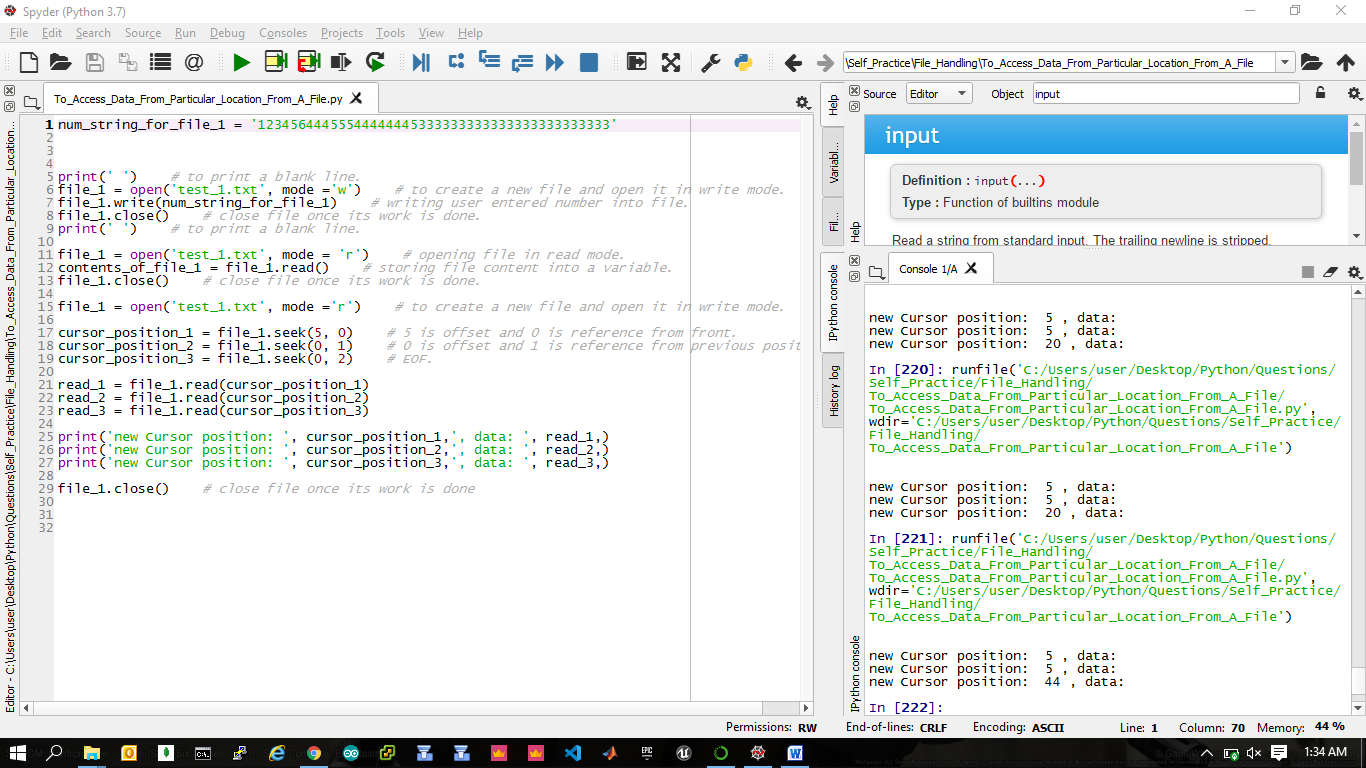 Spyder (Python 3.7)
File Edit Search Source Run Debug Consoles Projects Tools View Help
\Self_Practice\File_Handling\To_Access_Data_From_Particular_Location_From_A_File
To_Access_Data_From_Particular_Location_From_A_File.py
Editor - C:\Users\user\Desktop\Python\Questions\Self_Practice\File_Handling\To_Access_Data_From_Particular_Location...
1 num_string_for_file_1 =
2
3
4
5 print(' ') # to print a blank line.
6 file_1 = open('test_1.txt', mode ='w') # to create a new file and open it in write mode.
7 file_1.write(num_string_for_file_1) # writing user entered number into file.
8 file_1.close() # close file once its work is done.
9 print(' ') # to print a blank line.
10
11 file_1 = open('test_1.txt', mode = 'r') # opening file in read mode.
12 contents_of_file_1 = file_1.read() # storing file content into a variable.
13 file_1.close() # close file once its work is done.
14
15 file_1 = open('test_1.txt', mode ='r') # to create a new file and open it in write mode.
16
17 cursor_position_1 = file_1.seek(5, 0) # 5 is offset and 0 is reference from front.
18 cursor_position_2 = file_1.seek(0, 1) # 0 is offset and 1 is reference from previous posit
19 cursor_position_3 = file_1.seek(0, 2) # EOF.
20
21 read_1 = file_1.read(cursor_position_1)
22 read_2 = file_1.read(cursor_position_2)
23 read_3 = file_1.read(cursor_position_3)
24
25 print('new Cursor position: ', cursor_position_1,', data: ', read_1,)
26 print('new Cursor position: ', cursor_position_2,', data: ', read_2,)
27 print('new Cursor position: ', cursor_position_3,', data: ', read_3,)
28
29 file_1.close() # close file once its work is done
30
31
32
Help
Variabl...
Fil...
Source Editor Object input
input
Definition : input(...)
Type : Function of builtins module
Read a string from standard input. The trailing newline is stripped.
Help
IPython console
History log
Console 1/A
new Cursor position:  5 , data:
new Cursor position:  5 , data:
new Cursor position:  20 , data:
In [220]: runfile('C:/Users/user/Desktop/Python/Questions/
Self_Practice/File_Handling/
To_Access_Data_From_Particular_Location_From_A_File/
To_Access_Data_From_Particular_Location_From_A_File.py',
wdir='C:/Users/user/Desktop/Python/Questions/Self_Practice/
File_Handling/
To_Access_Data_From_Particular_Location_From_A_File')
new Cursor position:  5 , data:
new Cursor position:  5 , data:
new Cursor position:  20 , data:
In [221]: runfile('C:/Users/user/Desktop/Python/Questions/
Self_Practice/File_Handling/
To_Access_Data_From_Particular_Location_From_A_File/
To_Access_Data_From_Particular_Location_From_A_File.py',
wdir='C:/Users/user/Desktop/Python/Questions/Self_Practice/
File_Handling/
To_Access_Data_From_Particular_Location_From_A_File')
new Cursor position:  5 , data:
new Cursor position:  5 , data:
new Cursor position:  44 , data:
In [222]:
IPython console
Permissions: RW End-of-lines: CRLF Encoding: ASCII Line: 1 Column: 70 Memory: 44 %
EPIC
1:34 AM